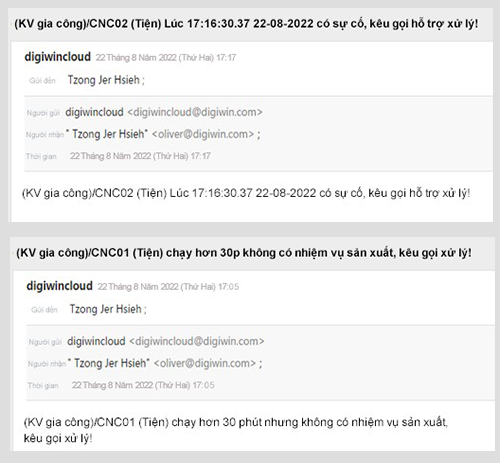 (KV gia công)/CNC02 (Tiện) Lúc 17:16:30.37 22-08-2022 có sự cố, kêu gọi hỗ trợ xử lý!
digiwincloud 22 Tháng 8 Năm 2022 (Thứ Hai) 17:17
Gửi đến Tzong Jer Hsieh ;
Người gửi digiwincloud <digiwincloud@digiwin.com>
Người nhận " Tzong Jer Hsieh" <oliver@digiwin.com> ;
Thời gian 22 Tháng 8 Năm 2022 (Thứ Hai) 17:17
(KV gia công)/CNC02 (Tiện) Lúc 17:16:30.37 22-08-2022 có sự cố, kêu gọi hỗ trợ xử lý!
(KV gia công)/CNC01 (Tiện) chạy hơn 30p không có nhiệm vụ sản xuất, kêu gọi xử lý!
digiwincloud 22 Tháng 8 Năm 2022 (Thứ Hai) 17:05
Gửi đến Tzong Jer Hsieh ;
Người gửi digiwincloud <digiwincloud@digiwin.com>
Người nhận " Tzong Jer Hsieh" <oliver@digiwin.com> ;
Thời gian 22 Tháng 8 Năm 2022 (Thứ Hai) 17:05
(KV gia công)/CNC01 (Tiện) chạy hơn 30 phút nhưng không có nhiệm vụ sản xuất,
kêu gọi xử lý!